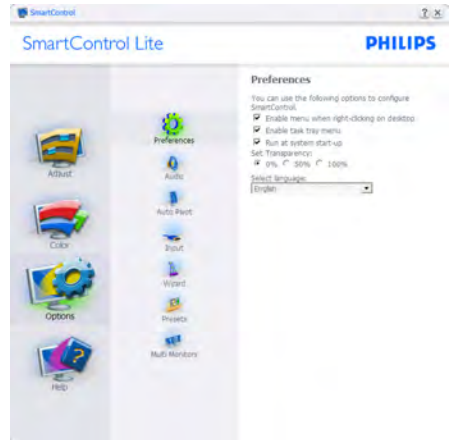 SmartControl
SmartControl Lite
PHILIPS
Adjust
Color
Options
Help
Preferences
Audio
Auto Pivot
Input
Wizard
Presets
Multi Monitors
Preferences
You can use the following options to configure
SmartControl.
Enable menu when right-clicking on desktop
Enable task tray menu
Run at system start-up
Set Transparency:
0% 50% 100%
Select language:
English